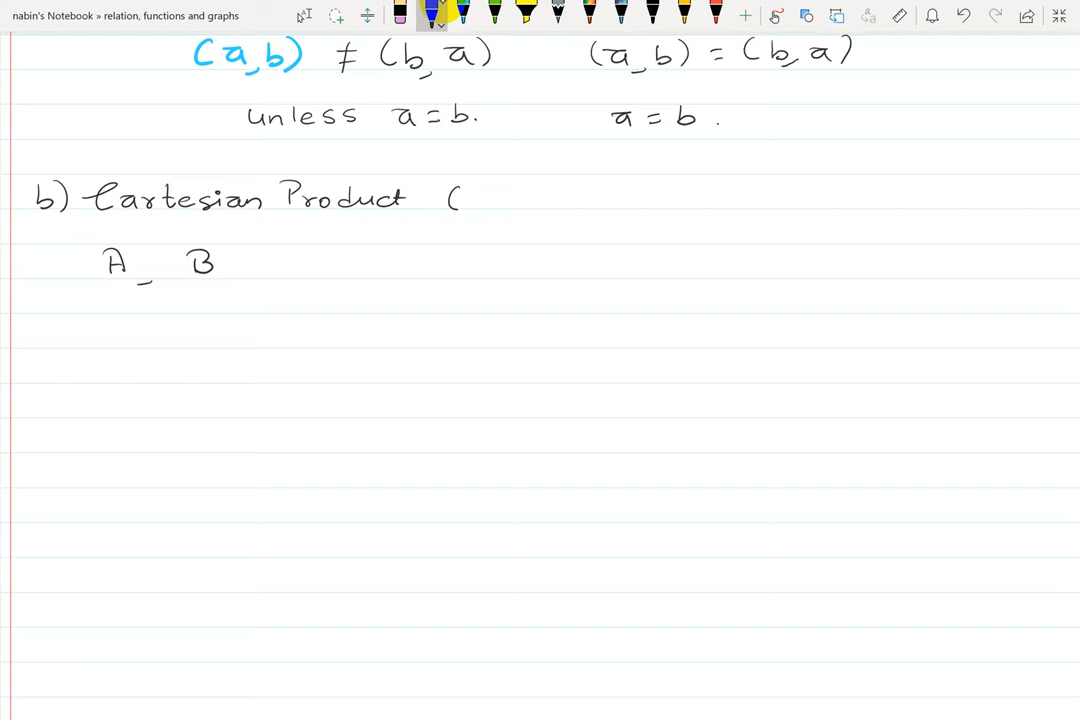 nabin's Notebook » relation, functions and graphs
(a, b) ≠ (b, a) (a, b) = (b, a)
unless a = b. a = b .
b) Cartesian Product (
A , B